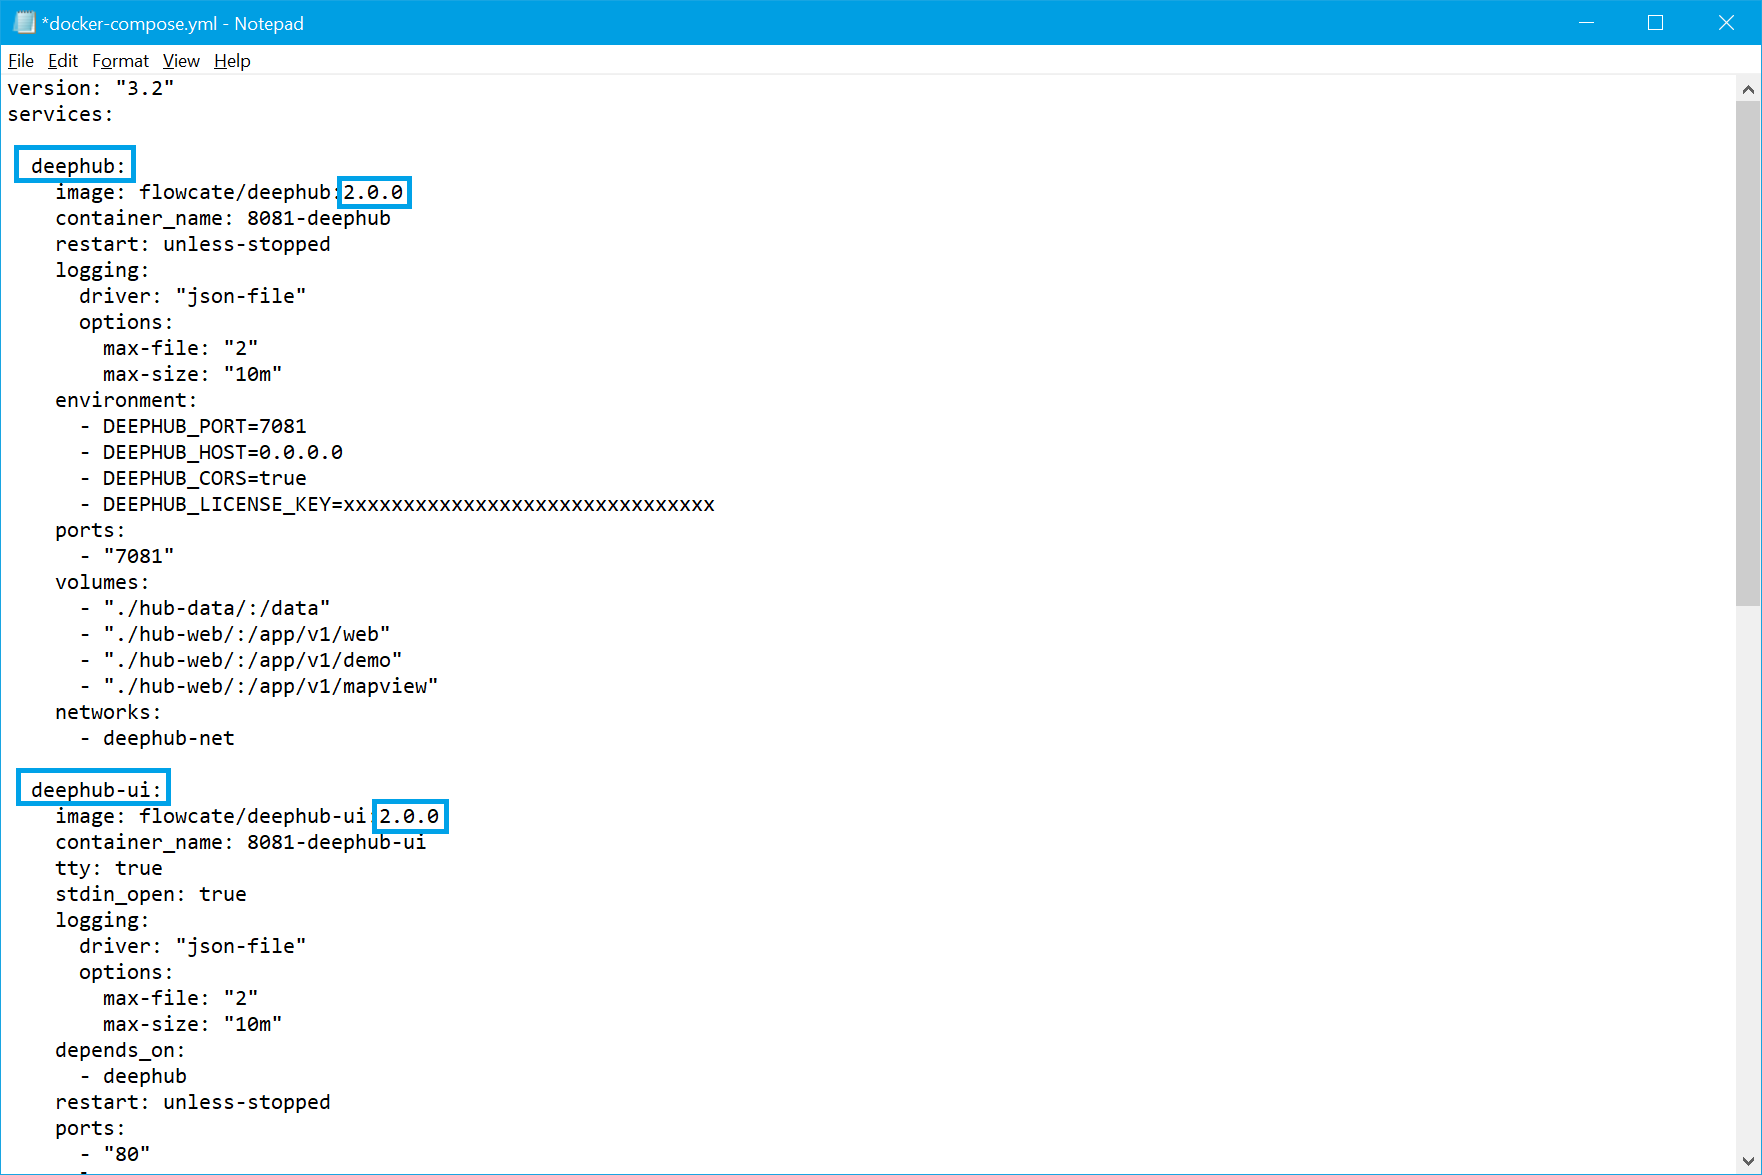 *docker-compose.yml - Notepad
File Edit Format View Help
version: "3.2"
services:
deephub:
image: flowcate/deephub:2.0.0
container_name: 8081-deephub
restart: unless-stopped
logging:
driver: "json-file"
options:
max-file: "2"
max-size: "10m"
environment:
- DEEPHUB_PORT=7081
- DEEPHUB_HOST=0.0.0.0
- DEEPHUB_CORS=true
- DEEPHUB_LICENSE_KEY=xxxxxxxxxxxxxxxxxxxxxxxxxxxxxxx
ports:
- "7081"
volumes:
- "./hub-data/:/data"
- "./hub-web/:/app/v1/web"
- "./hub-web/:/app/v1/demo"
- "./hub-web/:/app/v1/mapview"
networks:
- deephub-net
deephub-ui:
image: flowcate/deephub-ui:2.0.0
container_name: 8081-deephub-ui
tty: true
stdin_open: true
logging:
driver: "json-file"
options:
max-file: "2"
max-size: "10m"
depends_on:
- deephub
restart: unless-stopped
ports:
- "80"